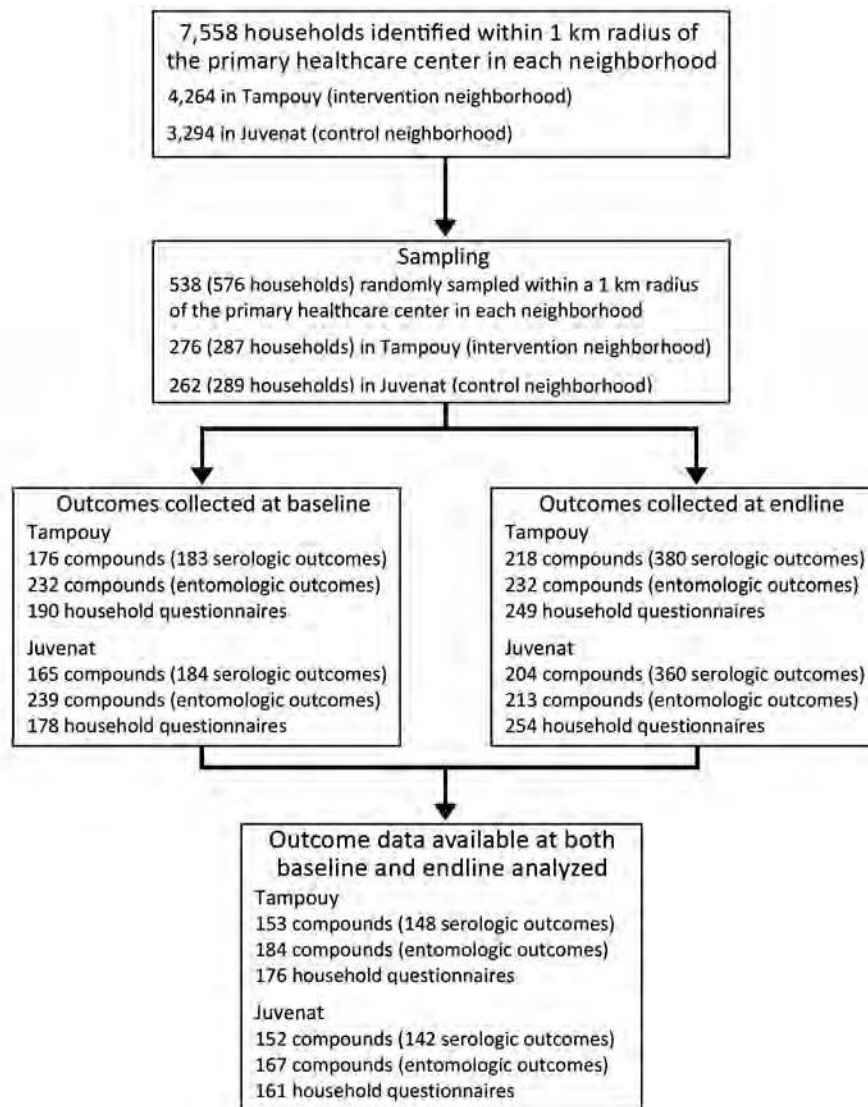 7,558 households identified within 1 km radius of
the primary healthcare center in each neighborhood
4,264 in Tampouy (intervention neighborhood)
3,294 in Juvenat (control neighborhood)
Sampling
538 (576 households) randomly sampled within a 1 km radius
of the primary healthcare center in each neighborhood
276 (287 households) in Tampouy (intervention neighborhood)
262 (289 households) in Juvenat (control neighborhood)
Outcomes collected at baseline
Tampouy
176 compounds (183 serologic outcomes)
232 compounds (entomologic outcomes)
190 household questionnaires
Juvenat
165 compounds (184 serologic outcomes)
239 compounds (entomologic outcomes)
178 household questionnaires
Outcomes collected at endline
Tampouy
218 compounds (380 serologic outcomes)
232 compounds (entomologic outcomes)
249 household questionnaires
Juvenat
204 compounds (360 serologic outcomes)
213 compounds (entomologic outcomes)
254 household questionnaires
Outcome data available at both
baseline and endline analyzed
Tampouy
153 compounds (148 serologic outcomes)
184 compounds (entomologic outcomes)
176 household questionnaires
Juvenat
152 compounds (142 serologic outcomes)
167 compounds (entomologic outcomes)
161 household questionnaires